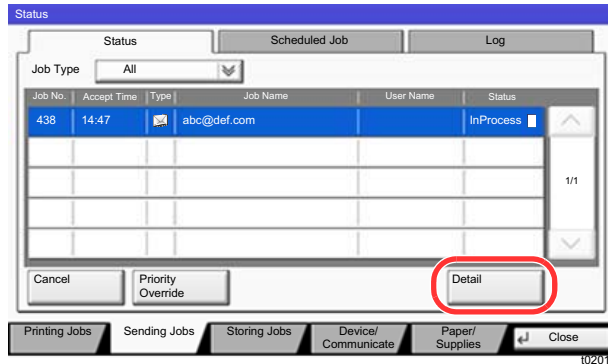 Status
Status Scheduled Job Log
Job Type All
Job No. Accept Time Type Job Name User Name Status
438 14:47 abc@def.com InProcess
1/1
Cancel Priority Override Detail
Printing Jobs Sending Jobs Storing Jobs Device/ Communicate Paper/ Supplies Close
t0201